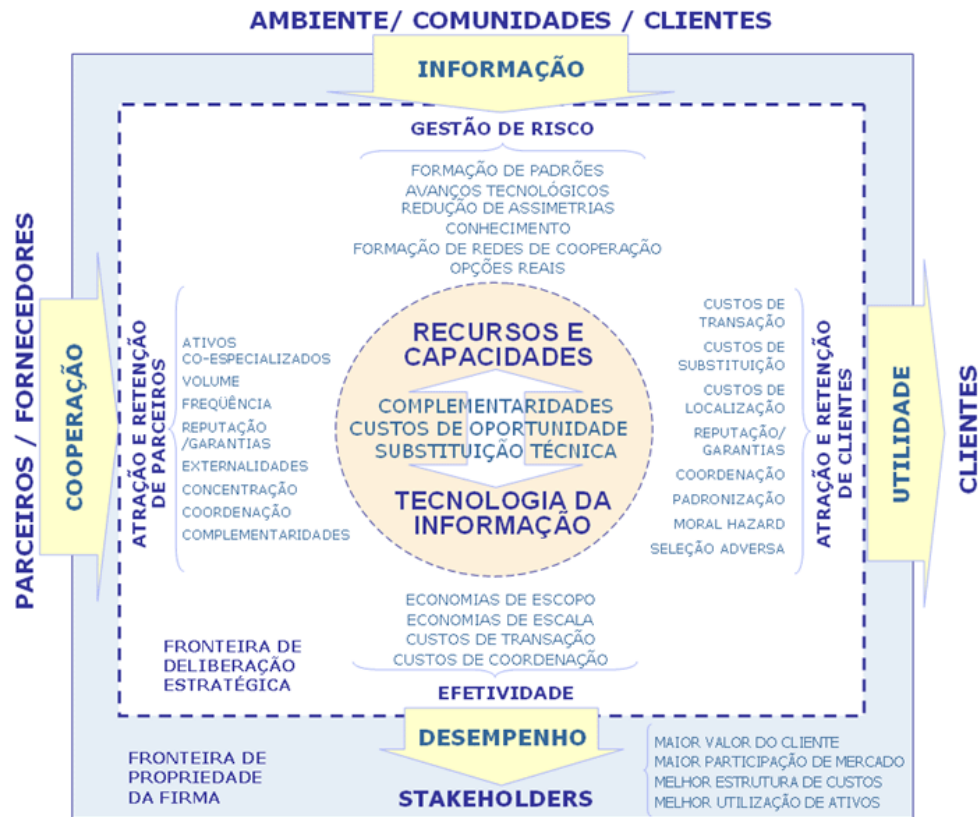 AMBIENTE/ COMUNIDADES / CLIENTES
INFORMAÇÃO
GESTÃO DE RISCO
FORMAÇÃO DE PADRÕES
AVANÇOS TECNOLÓGICOS
REDUÇÃO DE ASSIMETRIAS
CONHECIMENTO
FORMAÇÃO DE REDES DE COOPERAÇÃO
OPÇÕES REAIS
PARCEIROS / FORNECEDORES
COOPERAÇÃO
ATRAÇÃO E RETENÇÃO
DE PARCEIROS
ATIVOS
CO-ESPECIALIZADOS
VOLUME
FREQÜÊNCIA
REPUTAÇÃO
/GARANTIAS
EXTERNALIDADES
CONCENTRAÇÃO
COORDENAÇÃO
COMPLEMENTARIDADES
RECURSOS E
CAPACIDADES
COMPLEMENTARIDADES
CUSTOS DE OPORTUNIDADE
SUBSTITUIÇÃO TÉCNICA
TECNOLOGIA DA
INFORMAÇÃO
CUSTOS DE
TRANSAÇÃO
CUSTOS DE
SUBSTITUIÇÃO
CUSTOS DE
LOCALIZAÇÃO
REPUTAÇÃO/
GARANTIAS
COORDENAÇÃO
PADRONIZAÇÃO
MORAL HAZARD
SELEÇÃO ADVERSA
ATRAÇÃO E RETENÇÃO
DE CLIENTES
UTILIDADE
CLIENTES
ECONOMIAS DE ESCOPO
ECONOMIAS DE ESCALA
CUSTOS DE TRANSAÇÃO
CUSTOS DE COORDENAÇÃO
EFETIVIDADE
FRONTEIRA DE
DELIBERAÇÃO
ESTRATÉGICA
DESEMPENHO
STAKEHOLDERS
FRONTEIRA DE
PROPRIEDADE
DA FIRMA
MAIOR VALOR DO CLIENTE
MAIOR PARTICIPAÇÃO DE MERCADO
MELHOR ESTRUTURA DE CUSTOS
MELHOR UTILIZAÇÃO DE ATIVOS